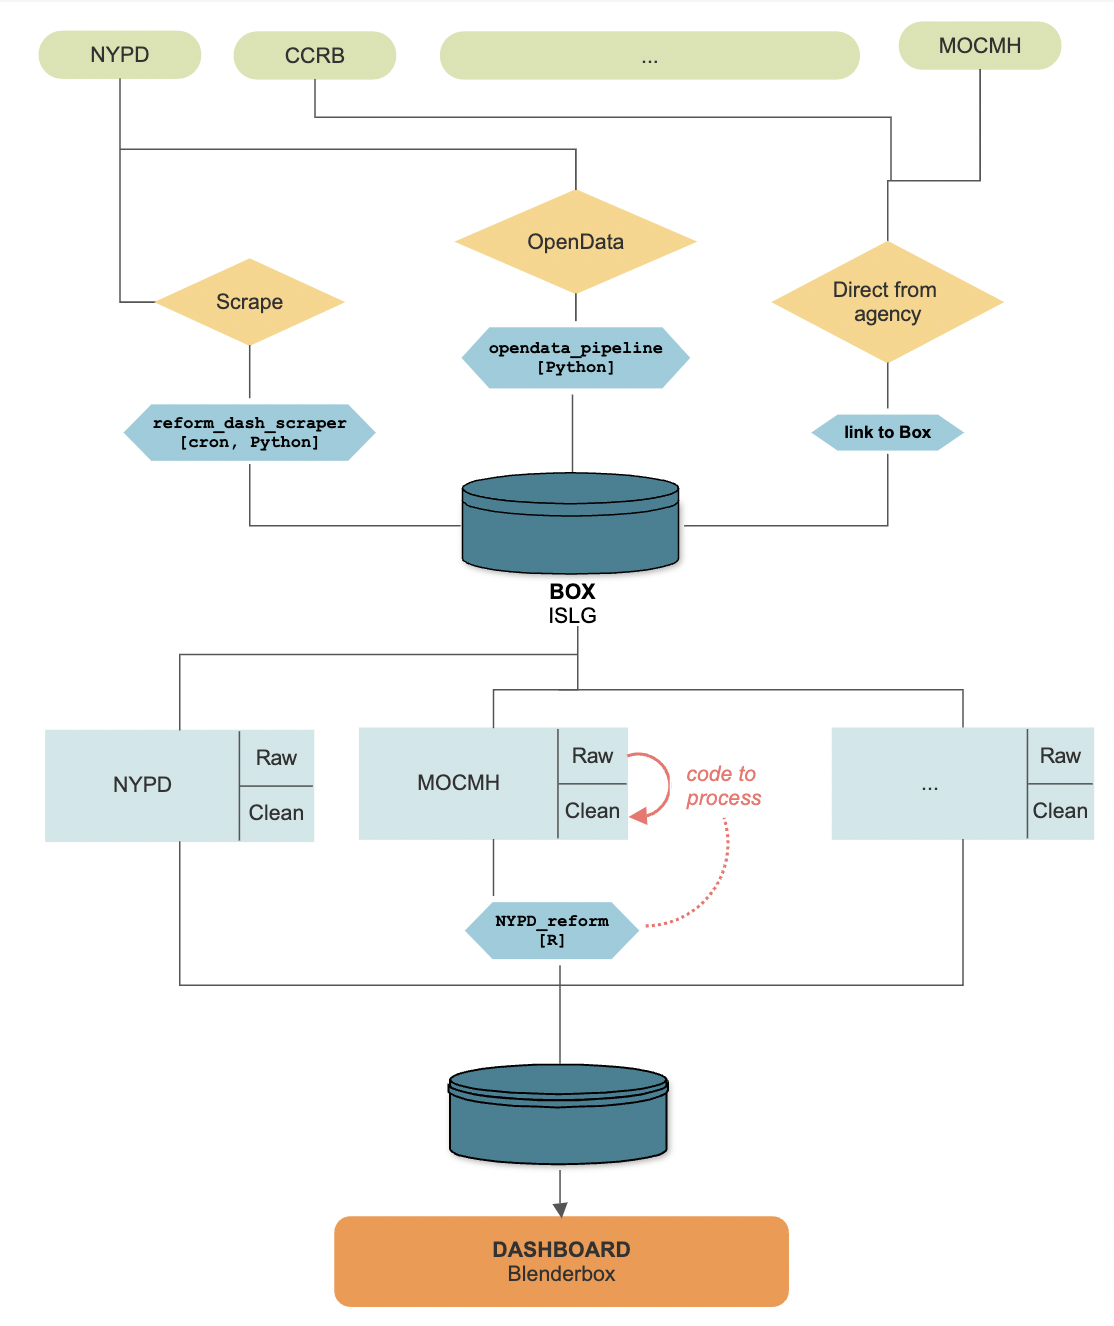 NYPD
CCRB
...
MOCMH
OpenData
Scrape
Direct from
agency
opendata_pipeline
[Python]
reform_dash_scraper
[cron, Python]
link to Box
BOX
ISLG
NYPD
Raw
Clean
MOCMH
Raw
Clean
code to
process
...
Raw
Clean
NYPD_reform
[R]
DASHBOARD
Blenderbox